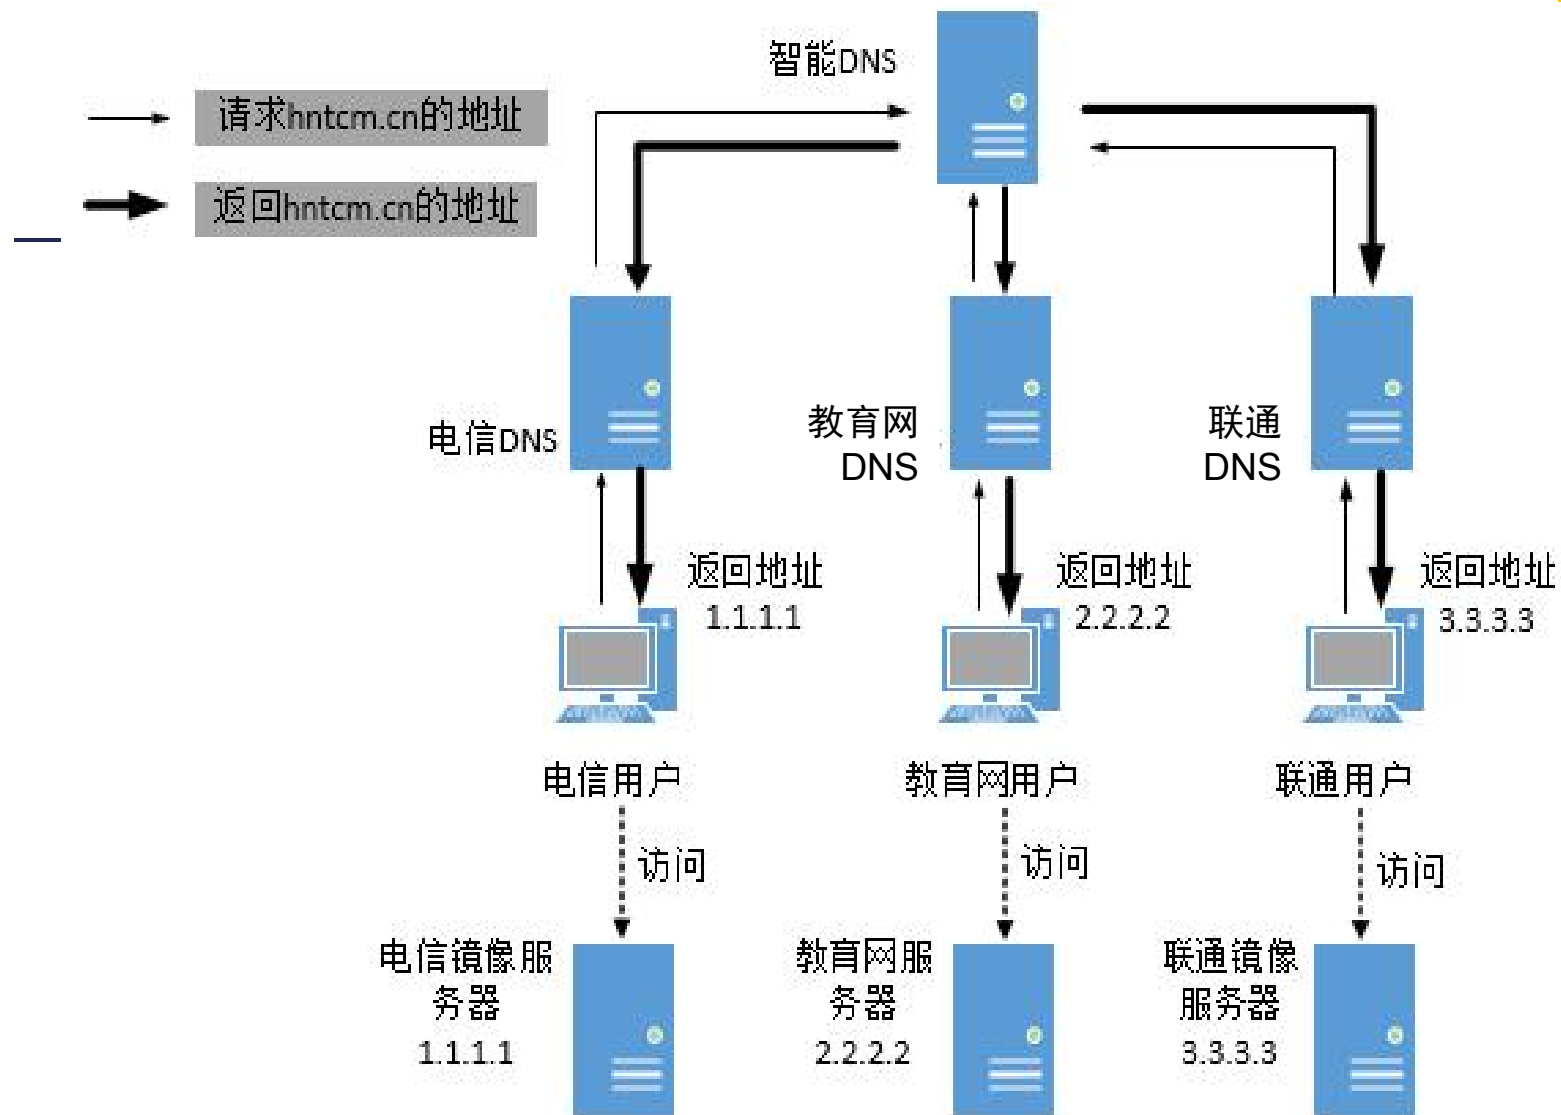 智能DNS
请求hntcm.cn的地址
返回hntcm.cn的地址
电信DNS
教育网
DNS
联通
DNS
返回地址
1.1.1.1
返回地址
2.2.2.2
返回地址
3.3.3.3
电信用户
教育网用户
联通用户
访问
访问
访问
电信镜像服
务器
1.1.1.1
教育网服
务器
2.2.2.2
联通镜像
服务器
3.3.3.3